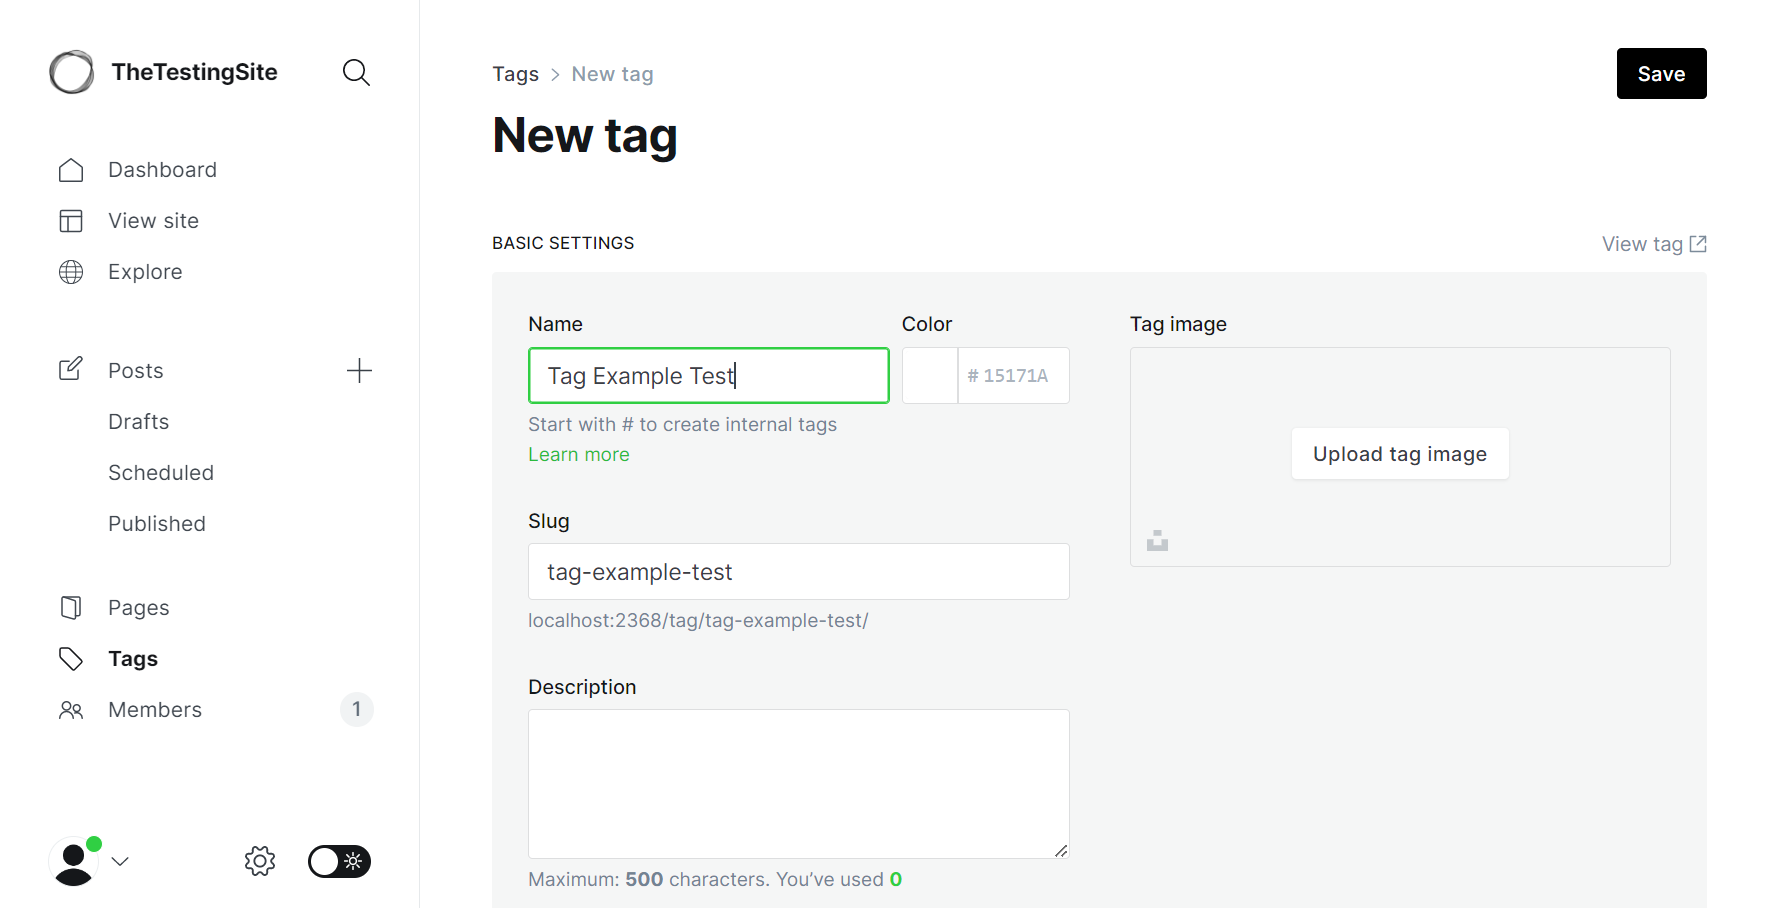 TheTestingSite
Dashboard
View site
Explore
Posts
Drafts
Scheduled
Published
Pages
Tags
Members 1
Tags > New tag
Save
New tag
BASIC SETTINGS
View tag
Name
Tag Example Test
Start with # to create internal tags
Learn more
Color
# 15171A
Slug
tag-example-test
localhost:2368/tag/tag-example-test/
Description
Maximum: 500 characters. You’ve used 0
Tag image
Upload tag image